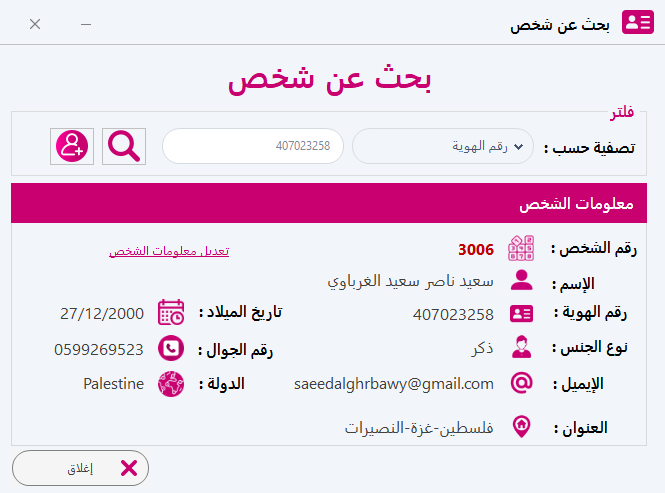 بحث عن شخص
بحث عن شخص
فلتر
تصفية حسب : رقم الهوية 407023258
معلومات الشخص
رقم الشخص : 3006 تعديل معلومات الشخص
الإسم : سعيد ناصر سعيد الغرباوي
رقم الهوية : 407023258 تاريخ الميلاد : 27/12/2000
نوع الجنس : ذكر رقم الجوال : 0599269523
الإيميل : saeedalghrbawy@gmail.com الدولة : Palestine
العنوان : فلسطين-غزة-النصيرات
إغلاق